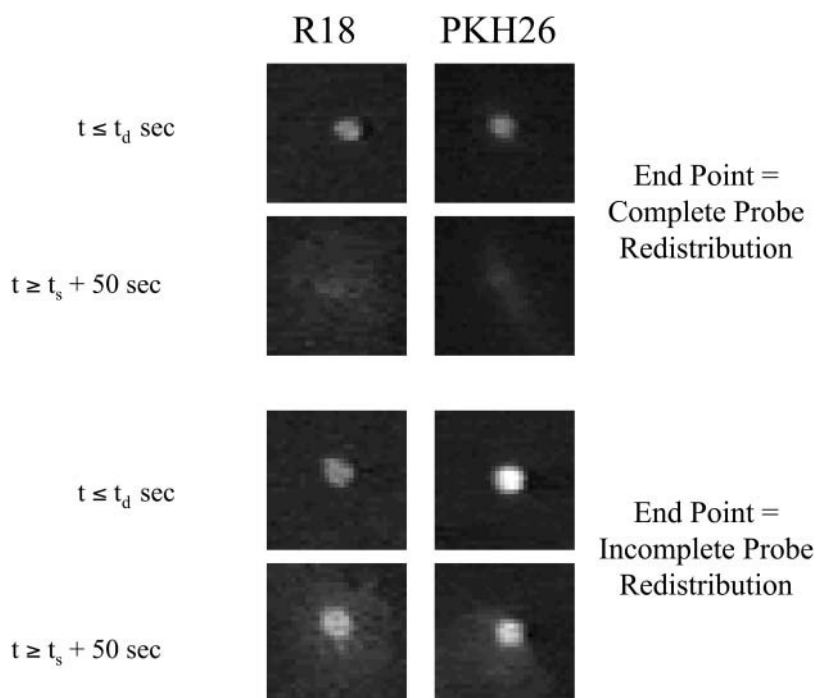 R18 PKH26
t ≤ t_d sec
End Point =
Complete Probe
Redistribution
t ≥ t_s + 50 sec
t ≤ t_d sec
End Point =
Incomplete Probe
Redistribution
t ≥ t_s + 50 sec